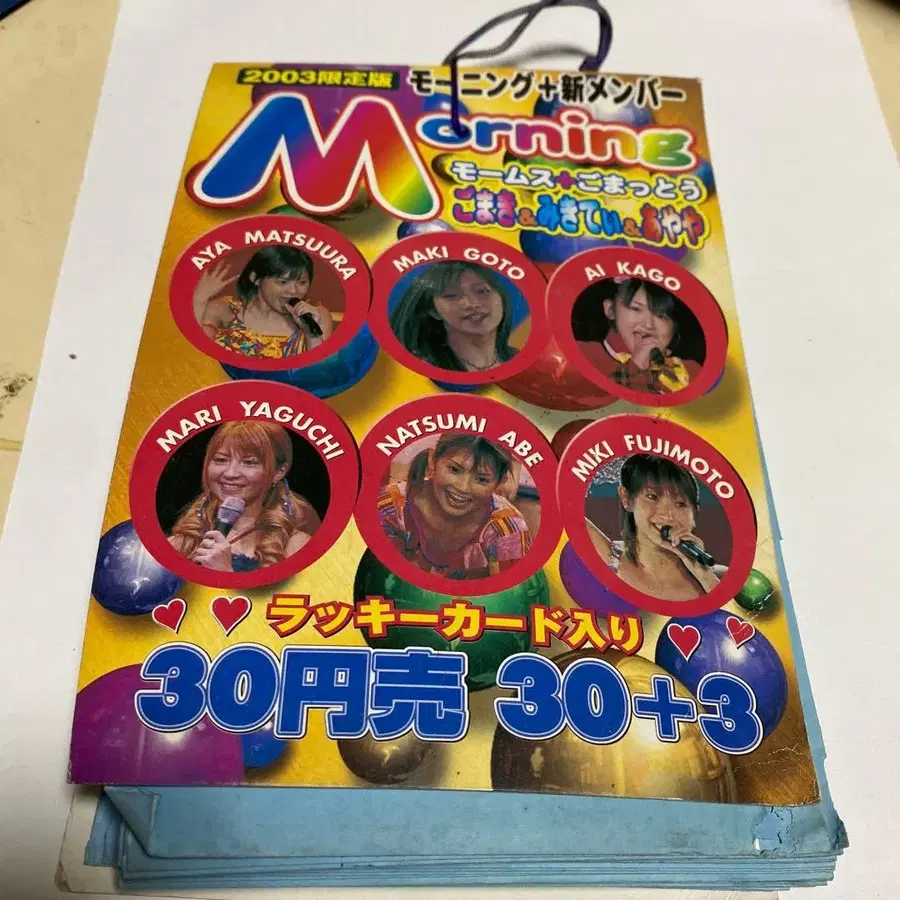 2003限定版 モーニング+新メンバー
Morning
モームス+ごまっとう
ごまき&みきてぃ&あやや
AYA MATSUURA
MAKI GOTO
AI KAGO
MARI YAGUCHI
NATSUMI ABE
MIKI FUJIMOTO
ラッキーカード入り
30円売 30+3